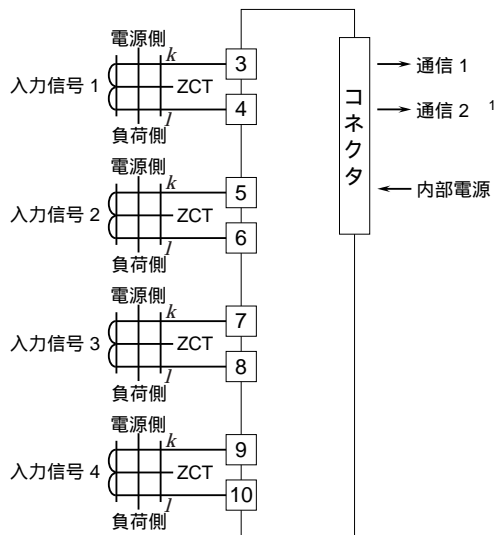 電源側
k
3
入力信号 1
ZCT
4
l
負荷側
電源側
k
5
入力信号 2
ZCT
6
l
負荷側
電源側
k
7
入力信号 3
ZCT
8
l
負荷側
電源側
k
9
入力信号 4
ZCT
10
l
負荷側
コネクタ
通信 1
通信 2 1
内部電源